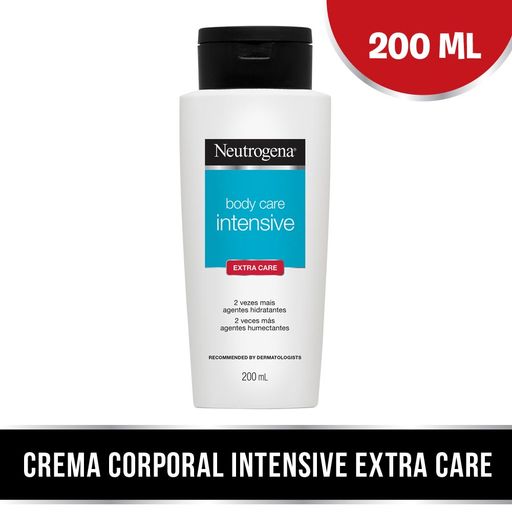 200 ML
Neutrogena®
body care
intensive
EXTRA CARE
2 vezes mais
agentes hidratantes
2 veces más
agentes humectantes
RECOMMENDED BY DERMATOLOGISTS
200 mL
CREMA CORPORAL INTENSIVE EXTRA CARE